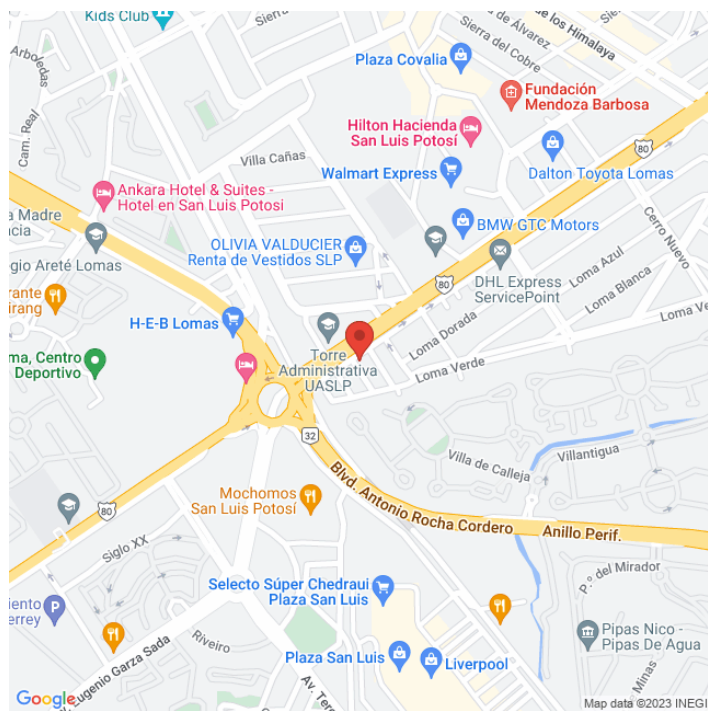 Kids Club
Sierra
Sierra de Álvarez
de los Himalaya
Sierra del Cobre
Arboledas
Cam. Real
Plaza Covalia
Fundación
Mendoza Barbosa
Hilton Hacienda
San Luis Potosí
Villa Cañas
80
Walmart Express
Dalton Toyota Lomas
Ankara Hotel & Suites -
Hotel en San Luis Potosi
a Madre
ncia
BMW GTC Motors
Cerro Nuevo
OLIVIA VALDUCIER
Renta de Vestidos SLP
gio Areté Lomas
Loma Azul
DHL Express
ServicePoint
80
Loma Blanca
rante
irang
H-E-B Lomas
Loma Ve
Loma Dorada
Torre
Administrativa
UASLP
Loma Verde
ma, Centro
Deportivo
32
Villa de Calleja
Villantigua
Blvd. Antonio Rocha Cordero
Anillo Perif.
Mochomos
San Luis Potosí
80
Siglo XX
P.º del Mirador
Selecto Súper Chedraui
Plaza San Luis
iento
errey
Riveiro
Eugenio Garza Sada
Pipas Nico -
Pipas De Agua
Plaza San Luis
Liverpool
Minas
Av. Tere
Google
Map data ©2023 INEGI